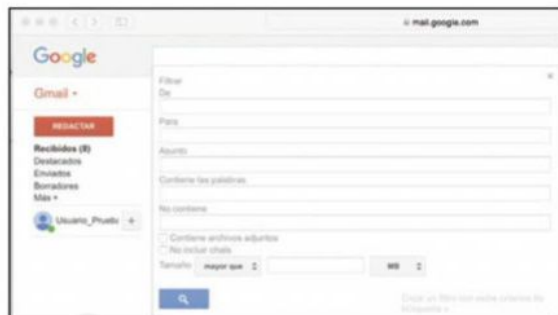 mail.google.com
Google
Gmail
REDACTAR
Recibidos (8)
Destacados
Enviados
Borradores
Más
Usuario_Prueb +
Filtrar
De
Para
Asunto
Contiene las palabras
No contiene
Contiene archivos adjuntos
No incluir chats
Tamaño mayor que MB
Crear un filtro con estos criterios de
búsqueda »